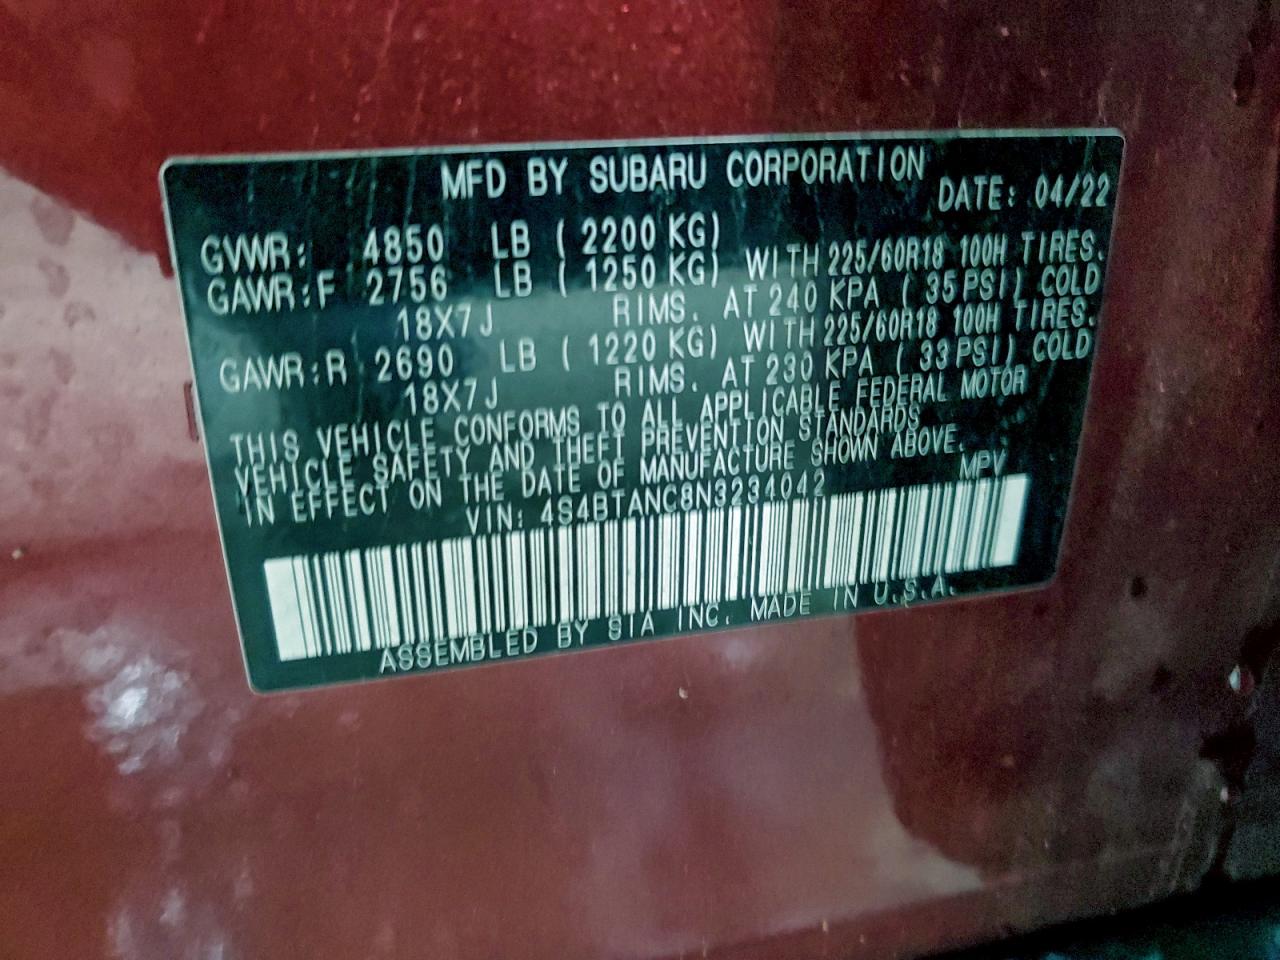 MFD BY SUBARU CORPORATION
DATE: 04/22
GVWR: 4850 LB ( 2200 KG)
GAWR:F 2756 LB ( 1250 KG) WITH 225/60R18 100H TIRES.
18X7J RIMS. AT 240 KPA ( 35 PSI) COLD
GAWR:R 2690 LB ( 1220 KG) WITH 225/60R18 100H TIRES.
18X7J RIMS. AT 230 KPA ( 33 PSI) COLD
THIS VEHICLE CONFORMS TO ALL APPLICABLE FEDERAL MOTOR
VEHICLE SAFETY AND THEFT PREVENTION STANDARDS
IN EFFECT ON THE DATE OF MANUFACTURE SHOWN ABOVE.
VIN: 4S4BTANC8N3234042 MPV
ASSEMBLED BY SIA INC. MADE IN U.S.A.